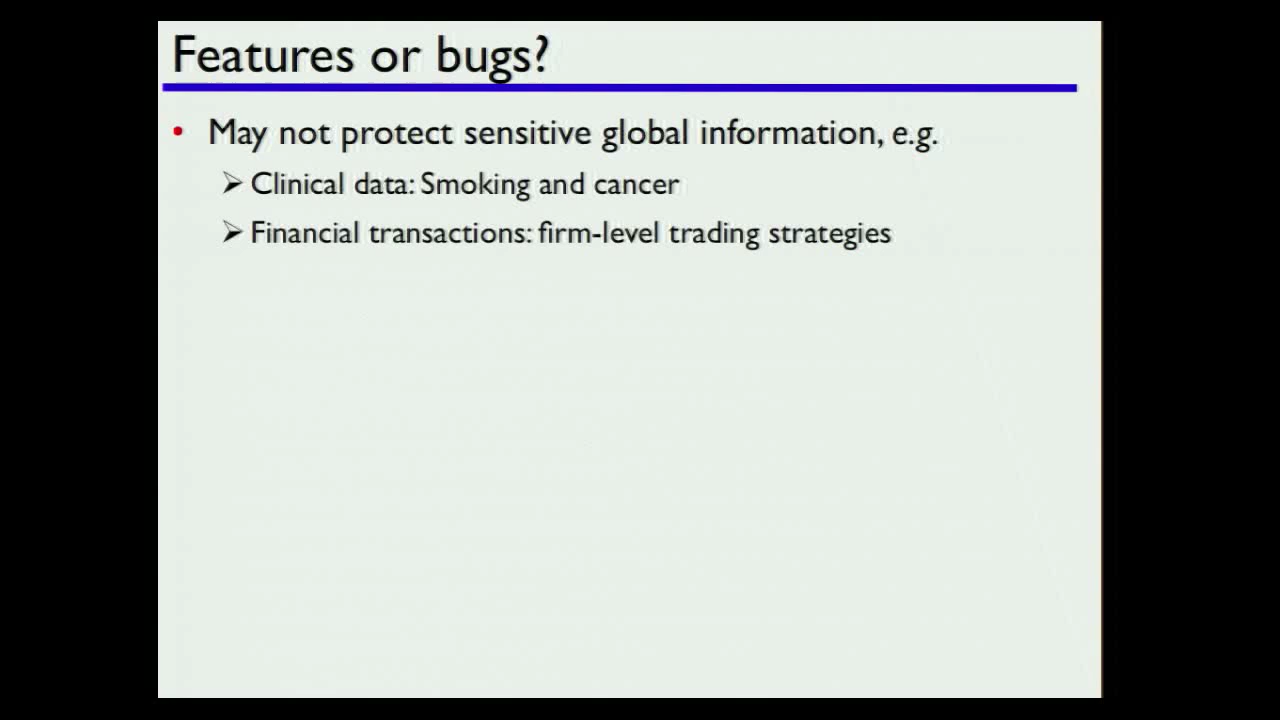 Features or bugs?
• May not protect sensitive global information, e.g.
➢ Clinical data: Smoking and cancer
➢ Financial transactions: firm-level trading strategies